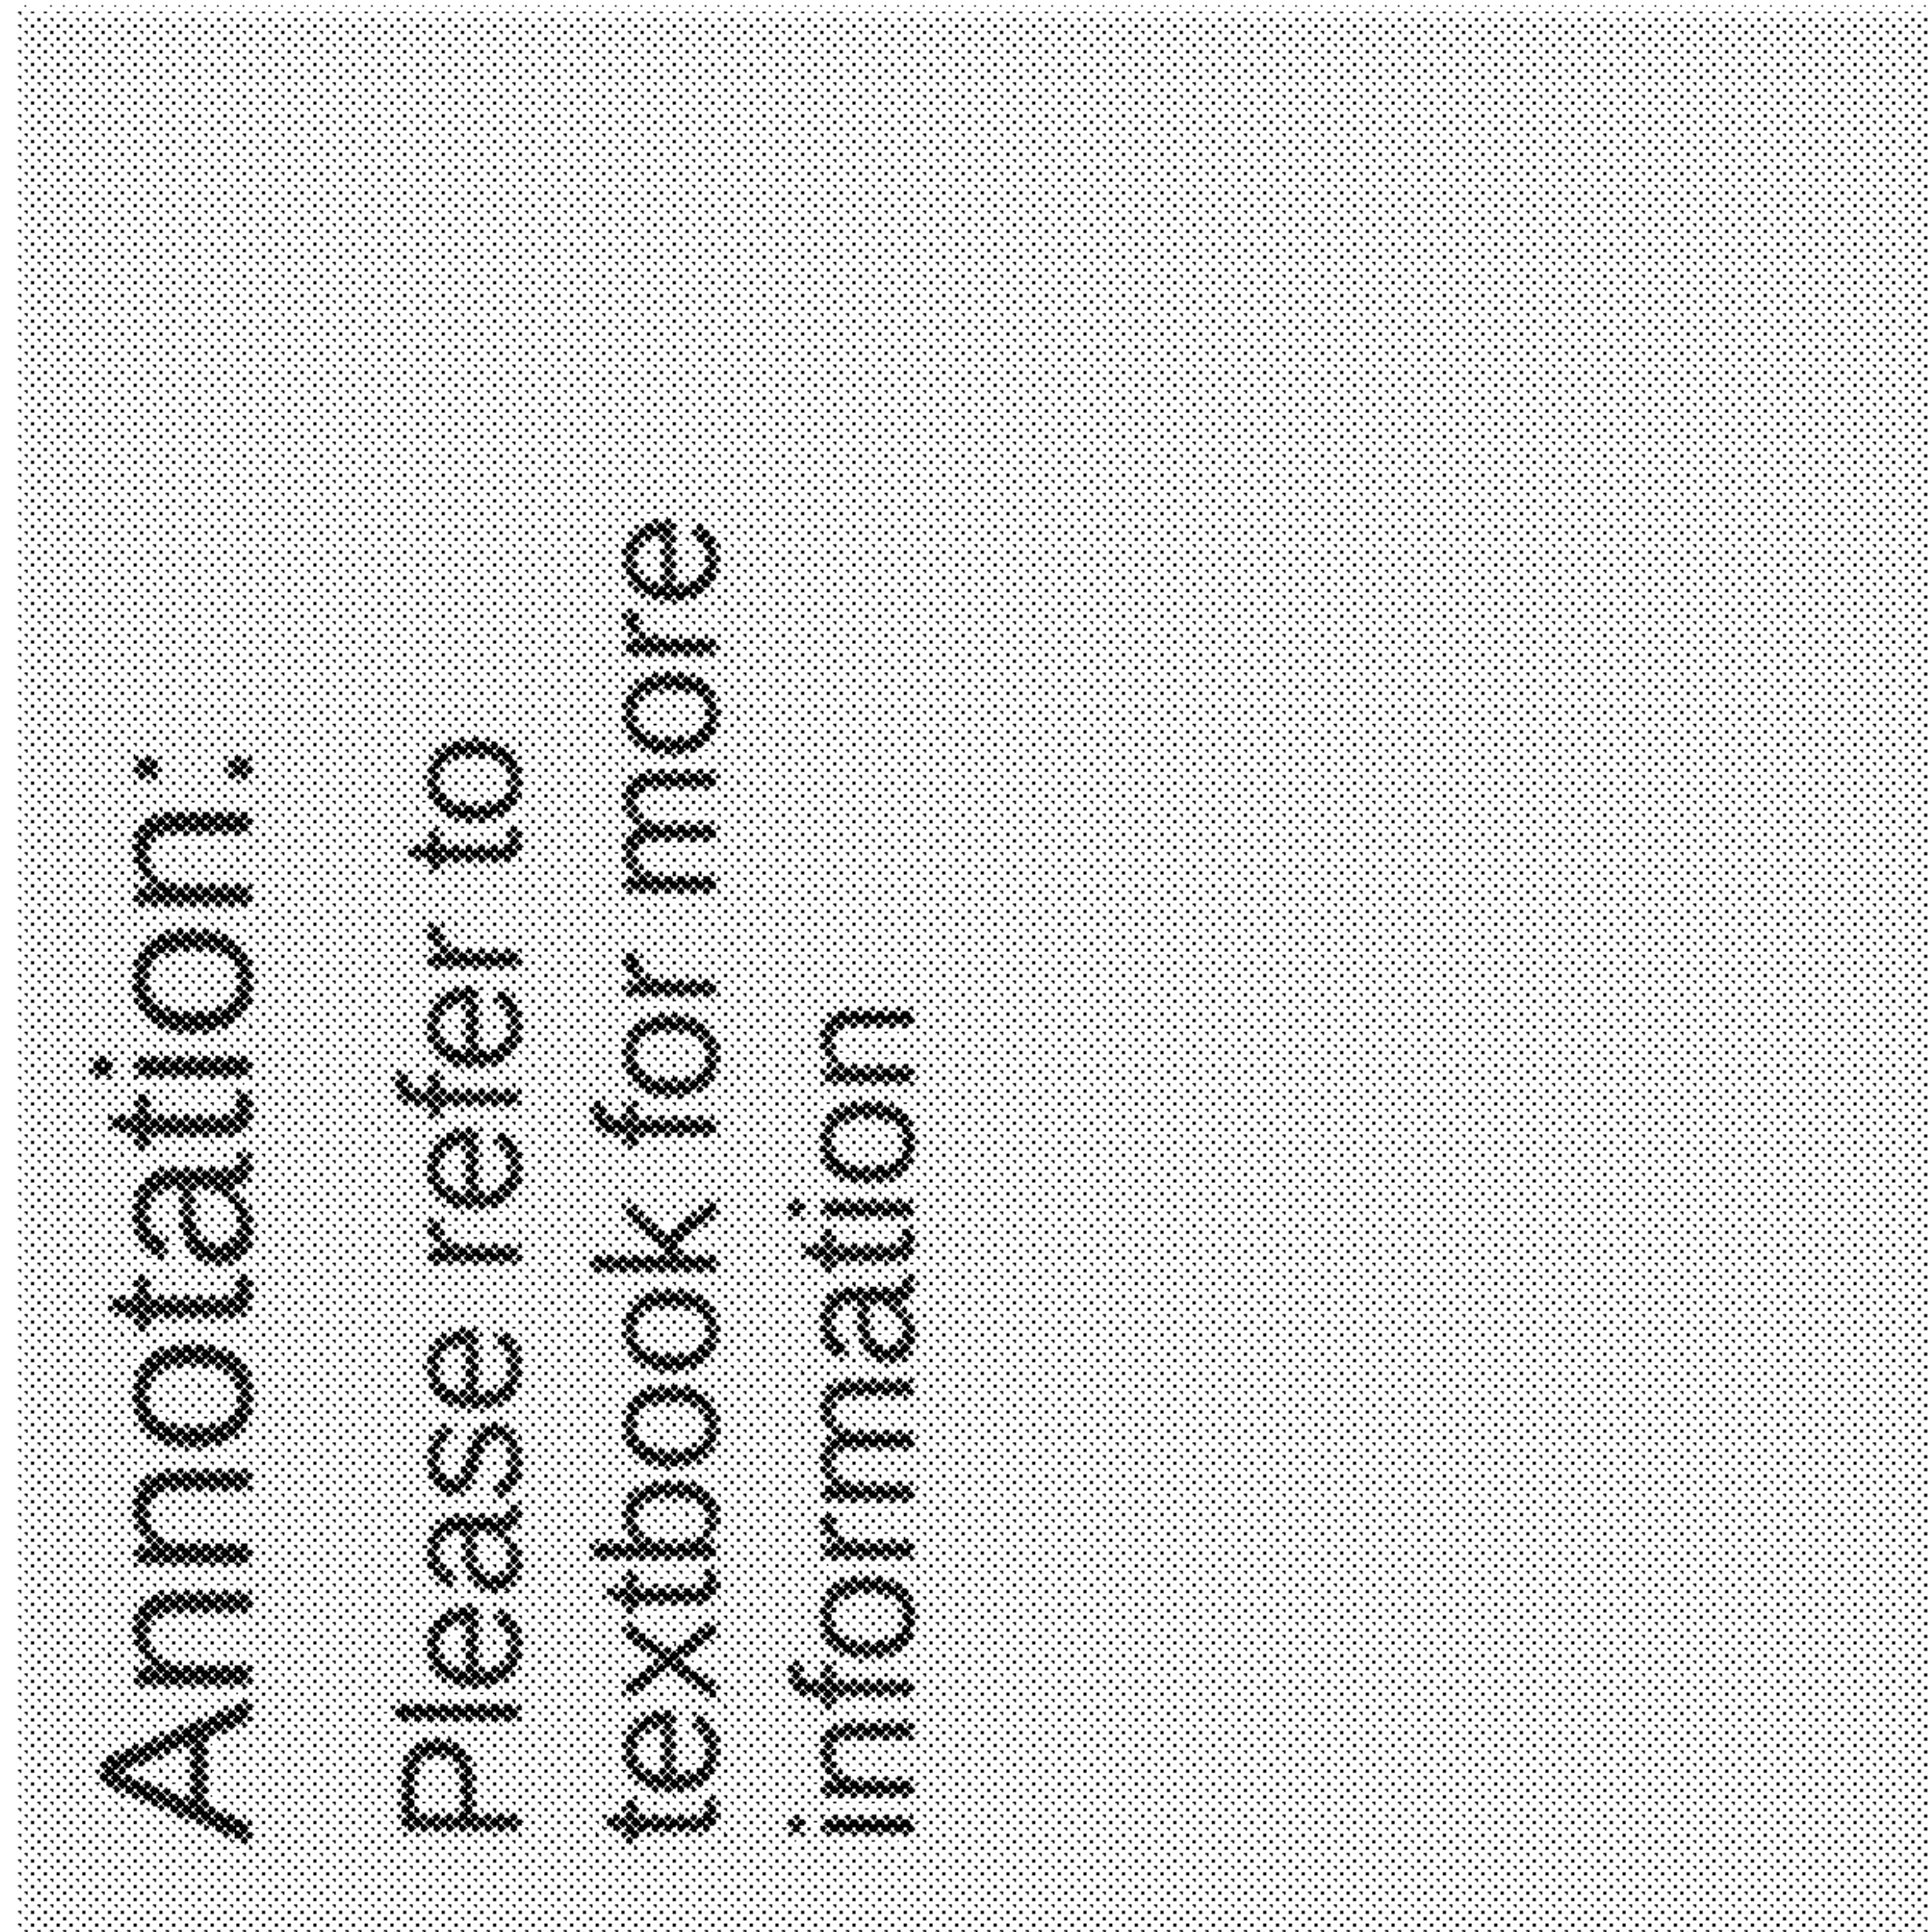 Annotation:
Please refer to
textbook for more
information